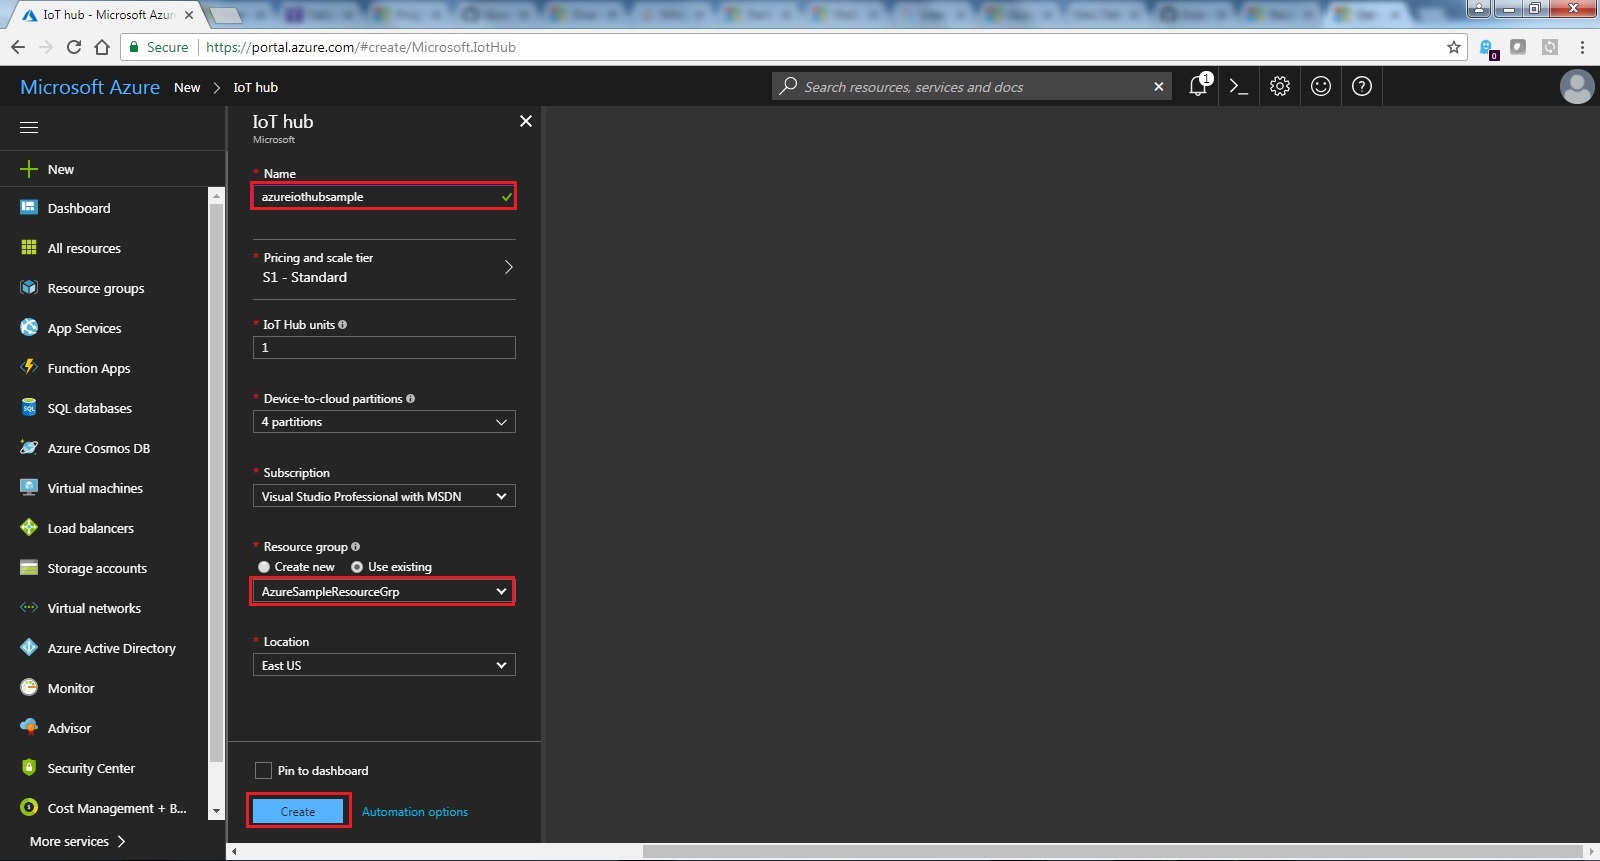 IoT hub - Microsoft Azur
Secure
https://portal.azure.com/#create/Microsoft.IotHub
0
Microsoft Azure
New
IoT hub
Search resources, services and docs
1
New
Dashboard
All resources
Resource groups
App Services
Function Apps
SQL databases
Azure Cosmos DB
Virtual machines
Load balancers
Storage accounts
Virtual networks
Azure Active Directory
Monitor
Advisor
Security Center
Cost Management + B...
More services
IoT hub
Microsoft
* Name
azureiothubsample
* Pricing and scale tier
S1 - Standard
* IoT Hub units
1
* Device-to-cloud partitions
4 partitions
* Subscription
Visual Studio Professional with MSDN
* Resource group
Create new Use existing
AzureSampleResourceGrp
* Location
East US
Pin to dashboard
Create
Automation options